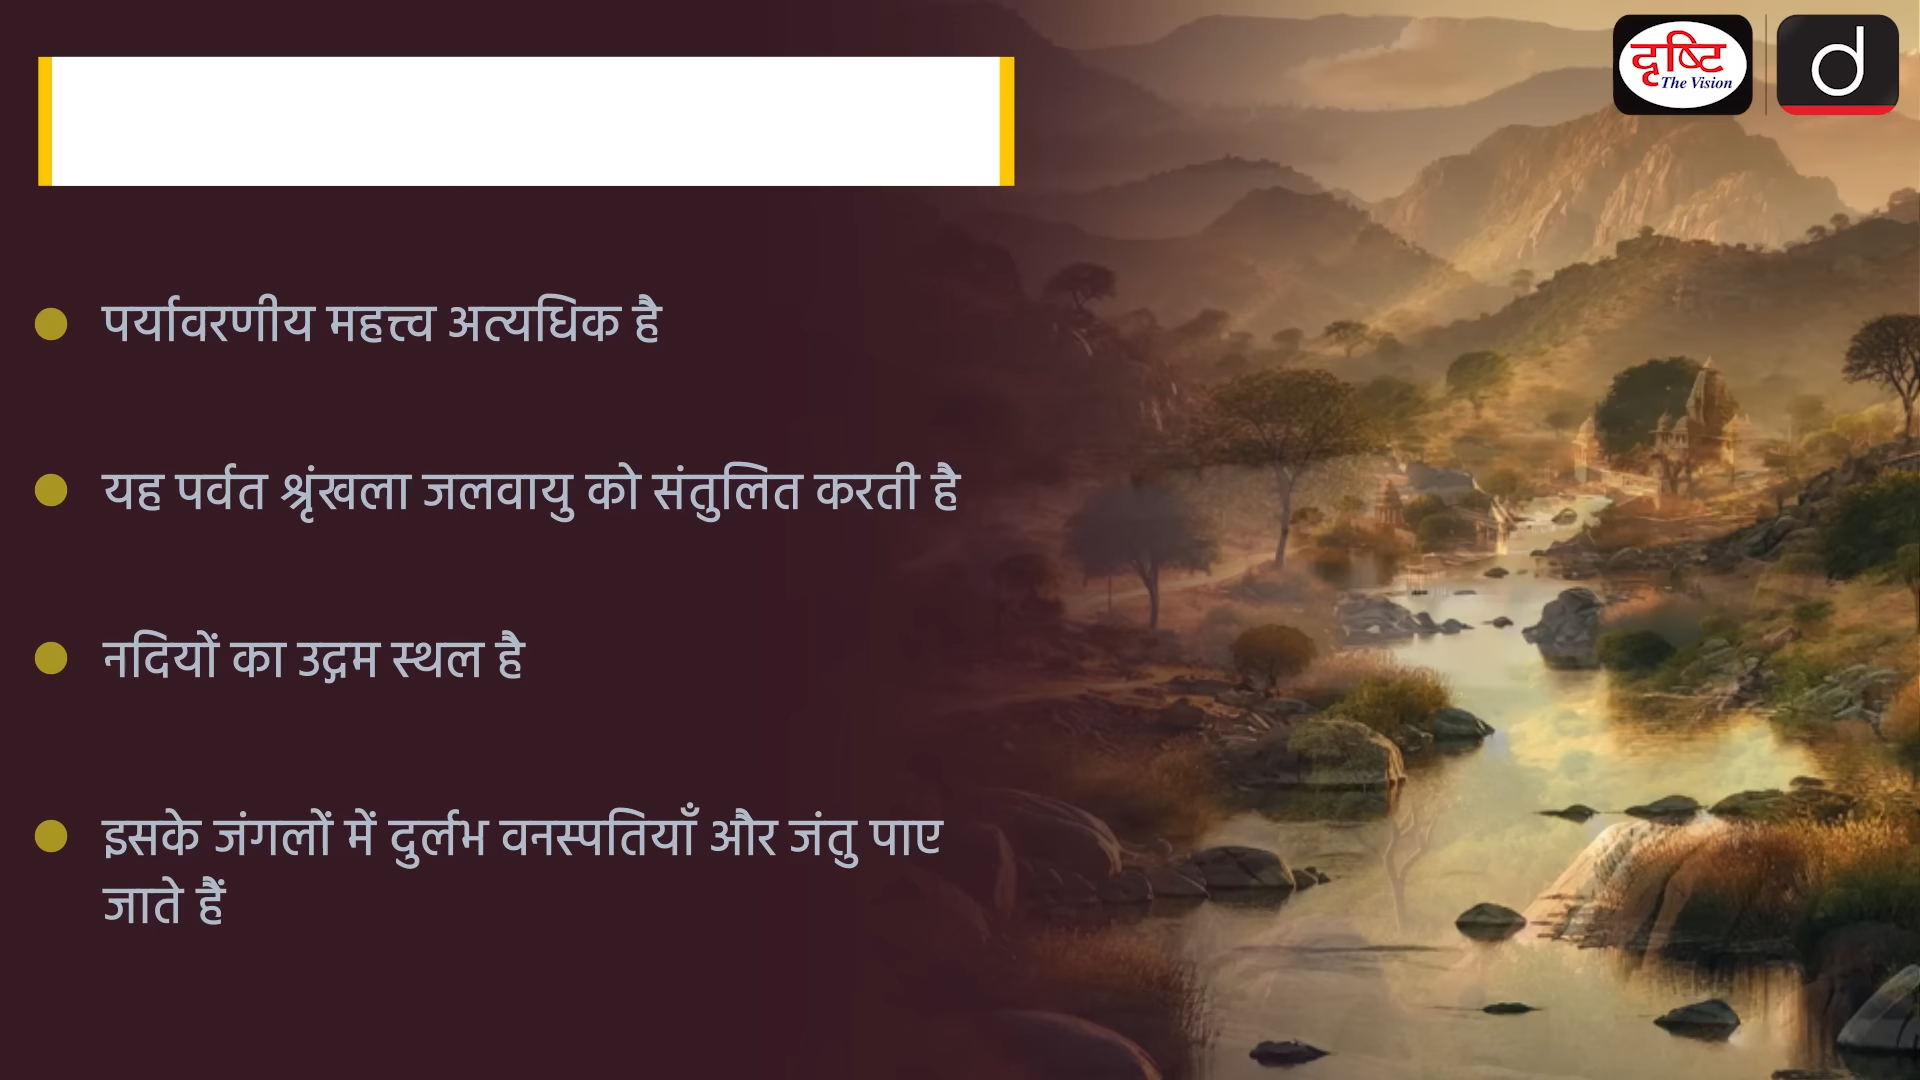 दृष्टि
The Vision
d
पर्यावरणीय महत्त्व अत्यधिक है
यह पर्वत श्रृंखला जलवायु को संतुलित करती है
नदियों का उद्गम स्थल है
इसके जंगलों में दुर्लभ वनस्पतियाँ और जंतु पाए
जाते हैं